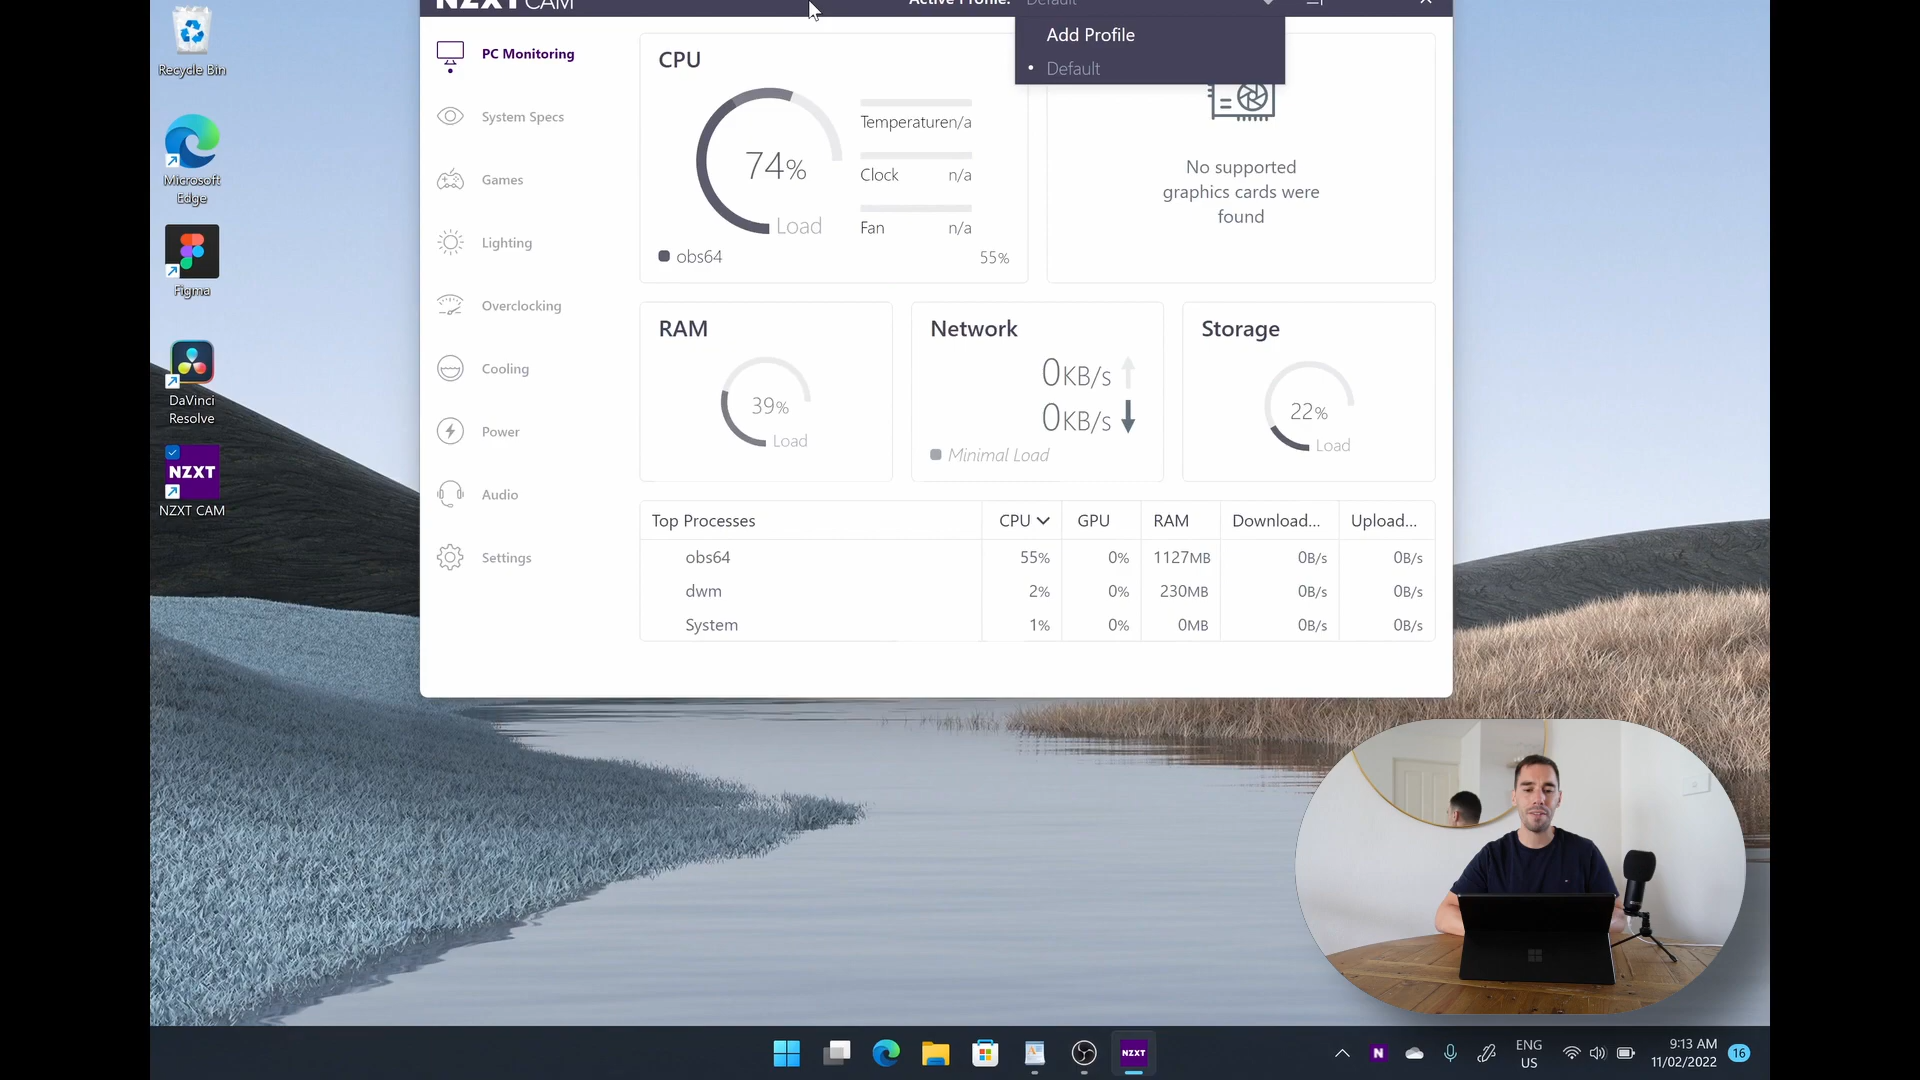 NZXT CAM
Active Profile:
Default
Add Profile
• Default
Recycle Bin
Microsoft
Edge
Figma
DaVinci
Resolve
NZXT
NZXT CAM
PC Monitoring
System Specs
Games
Lighting
Overclocking
Cooling
Power
Audio
Settings
CPU
74%
Load
Temperature n/a
Clock n/a
Fan n/a
obs64 55%
No supported
graphics cards were
found
RAM
39%
Load
Network
0KB/s
0KB/s
Minimal Load
Storage
22%
Load
Top Processes CPU GPU RAM Download... Upload...
obs64 55% 0% 1127MB 0B/s 0B/s
dwm 2% 0% 230MB 0B/s 0B/s
System 1% 0% 0MB 0B/s 0B/s
NZXT
N
ENG
US
9:13 AM
11/02/2022
16